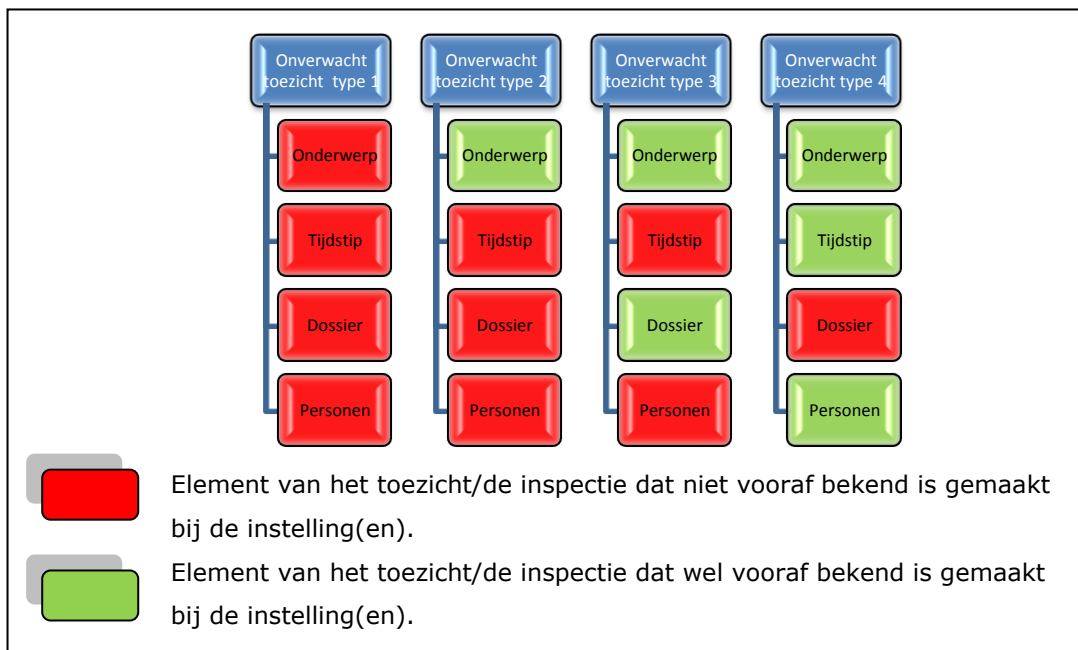 Onverwacht
toezicht type 1
Onverwacht
toezicht type 2
Onverwacht
toezicht type 3
Onverwacht
toezicht type 4
Onderwerp
Onderwerp
Onderwerp
Onderwerp
Tijdstip
Tijdstip
Tijdstip
Tijdstip
Dossier
Dossier
Dossier
Dossier
Personen
Personen
Personen
Personen
Element van het toezicht/de inspectie dat niet vooraf bekend is gemaakt
bij de instelling(en).
Element van het toezicht/de inspectie dat wel vooraf bekend is gemaakt
bij de instelling(en).